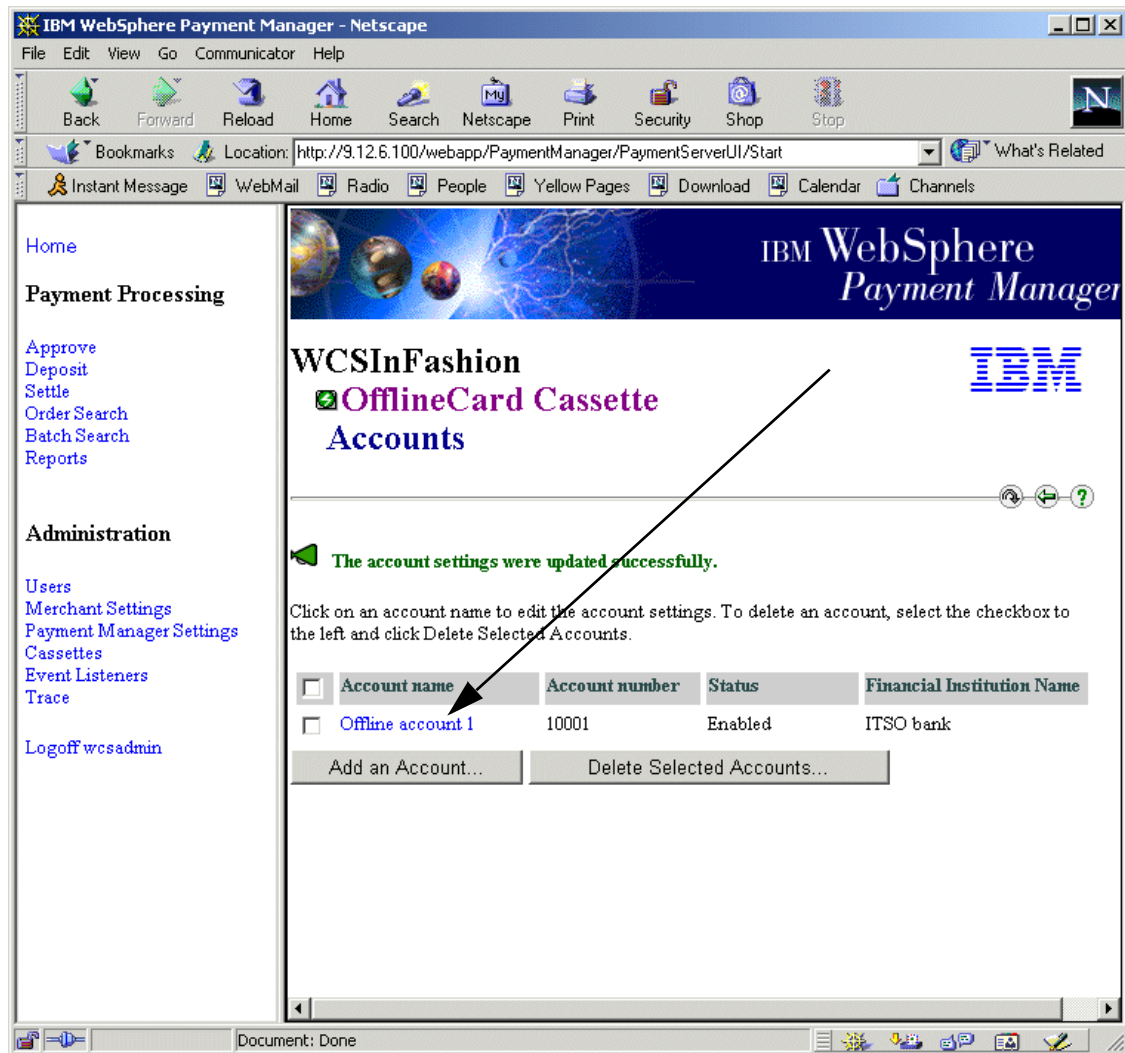 IBM WebSphere Payment Manager - Netscape
File Edit View Go Communicator Help
Back Forward Reload Home Search Netscape Print Security Shop Stop
My
N
Bookmarks Location: http://9.12.6.100/webapp/PaymentManager/PaymentServerUI/Start What's Related
Instant Message WebMail Radio People Yellow Pages Download Calendar Channels
Home
Payment Processing
Approve
Deposit
Settle
Order Search
Batch Search
Reports
Administration
Users
Merchant Settings
Payment Manager Settings
Cassettes
Event Listeners
Trace
Logoff wcsadmin
IBM WebSphere
Payment Manager
WCSInFashion
IBM
OfflineCard Cassette
Accounts
?
The account settings were updated successfully.
Click on an account name to edit the account settings. To delete an account, select the checkbox to
the left and click Delete Selected Accounts.
Account name Account number Status Financial Institution Name
Offline account 1 10001 Enabled ITSO bank
Add an Account... Delete Selected Accounts...
Document: Done